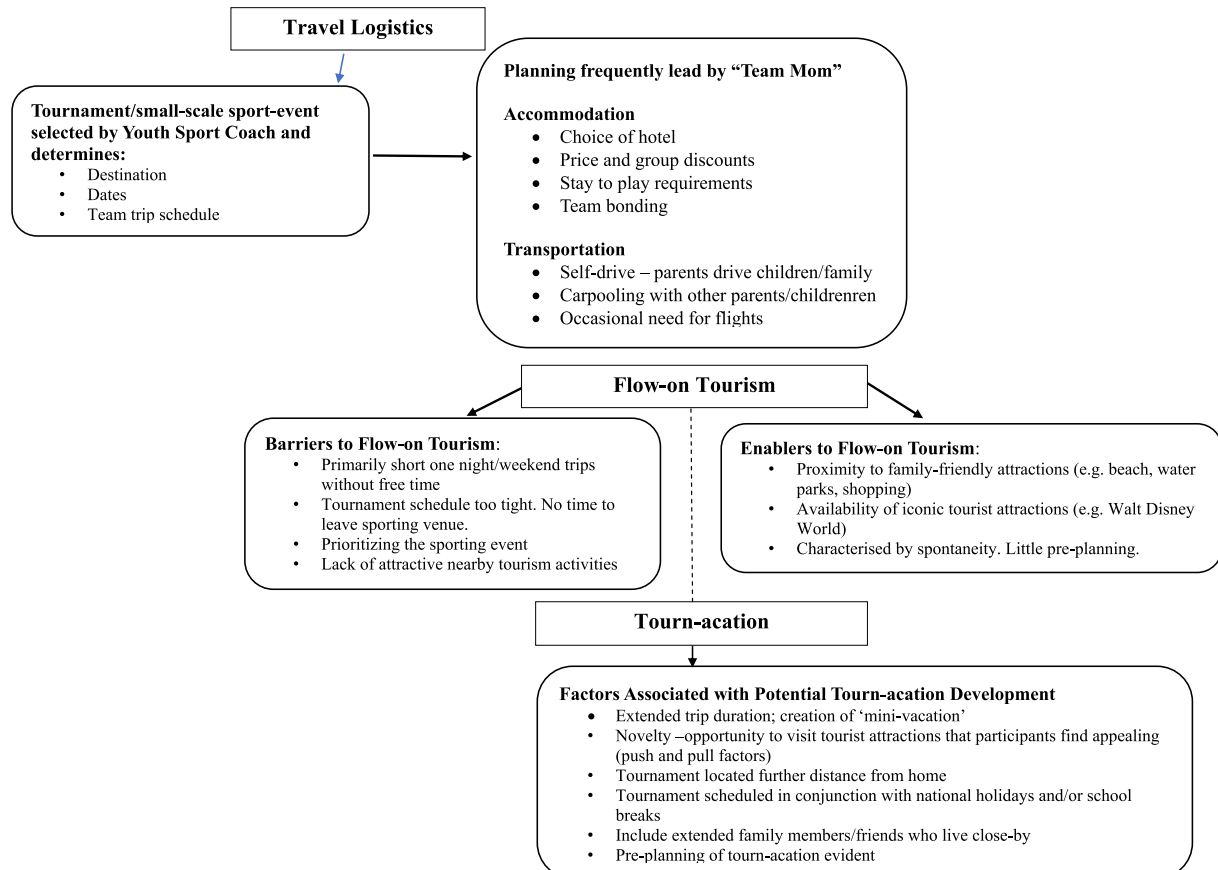 Travel Logistics
Tournament/small-scale sport-event
selected by Youth Sport Coach and
determines:
• Destination
• Dates
• Team trip schedule
Planning frequently lead by “Team Mom”
Accommodation
• Choice of hotel
• Price and group discounts
• Stay to play requirements
• Team bonding
Transportation
• Self-drive – parents drive children/family
• Carpooling with other parents/childrenren
• Occasional need for flights
Flow-on Tourism
Barriers to Flow-on Tourism:
• Primarily short one night/weekend trips
without free time
• Tournament schedule too tight. No time to
leave sporting venue.
• Prioritizing the sporting event
• Lack of attractive nearby tourism activities
Enablers to Flow-on Tourism:
• Proximity to family-friendly attractions (e.g. beach, water
parks, shopping)
• Availability of iconic tourist attractions (e.g. Walt Disney
World)
• Characterised by spontaneity. Little pre-planning.
Tourn-acation
Factors Associated with Potential Tourn-acation Development
• Extended trip duration; creation of ‘mini-vacation’
• Novelty –opportunity to visit tourist attractions that participants find appealing
(push and pull factors)
• Tournament located further distance from home
• Tournament scheduled in conjunction with national holidays and/or school
breaks
• Include extended family members/friends who live close-by
• Pre-planning of tourn-acation evident